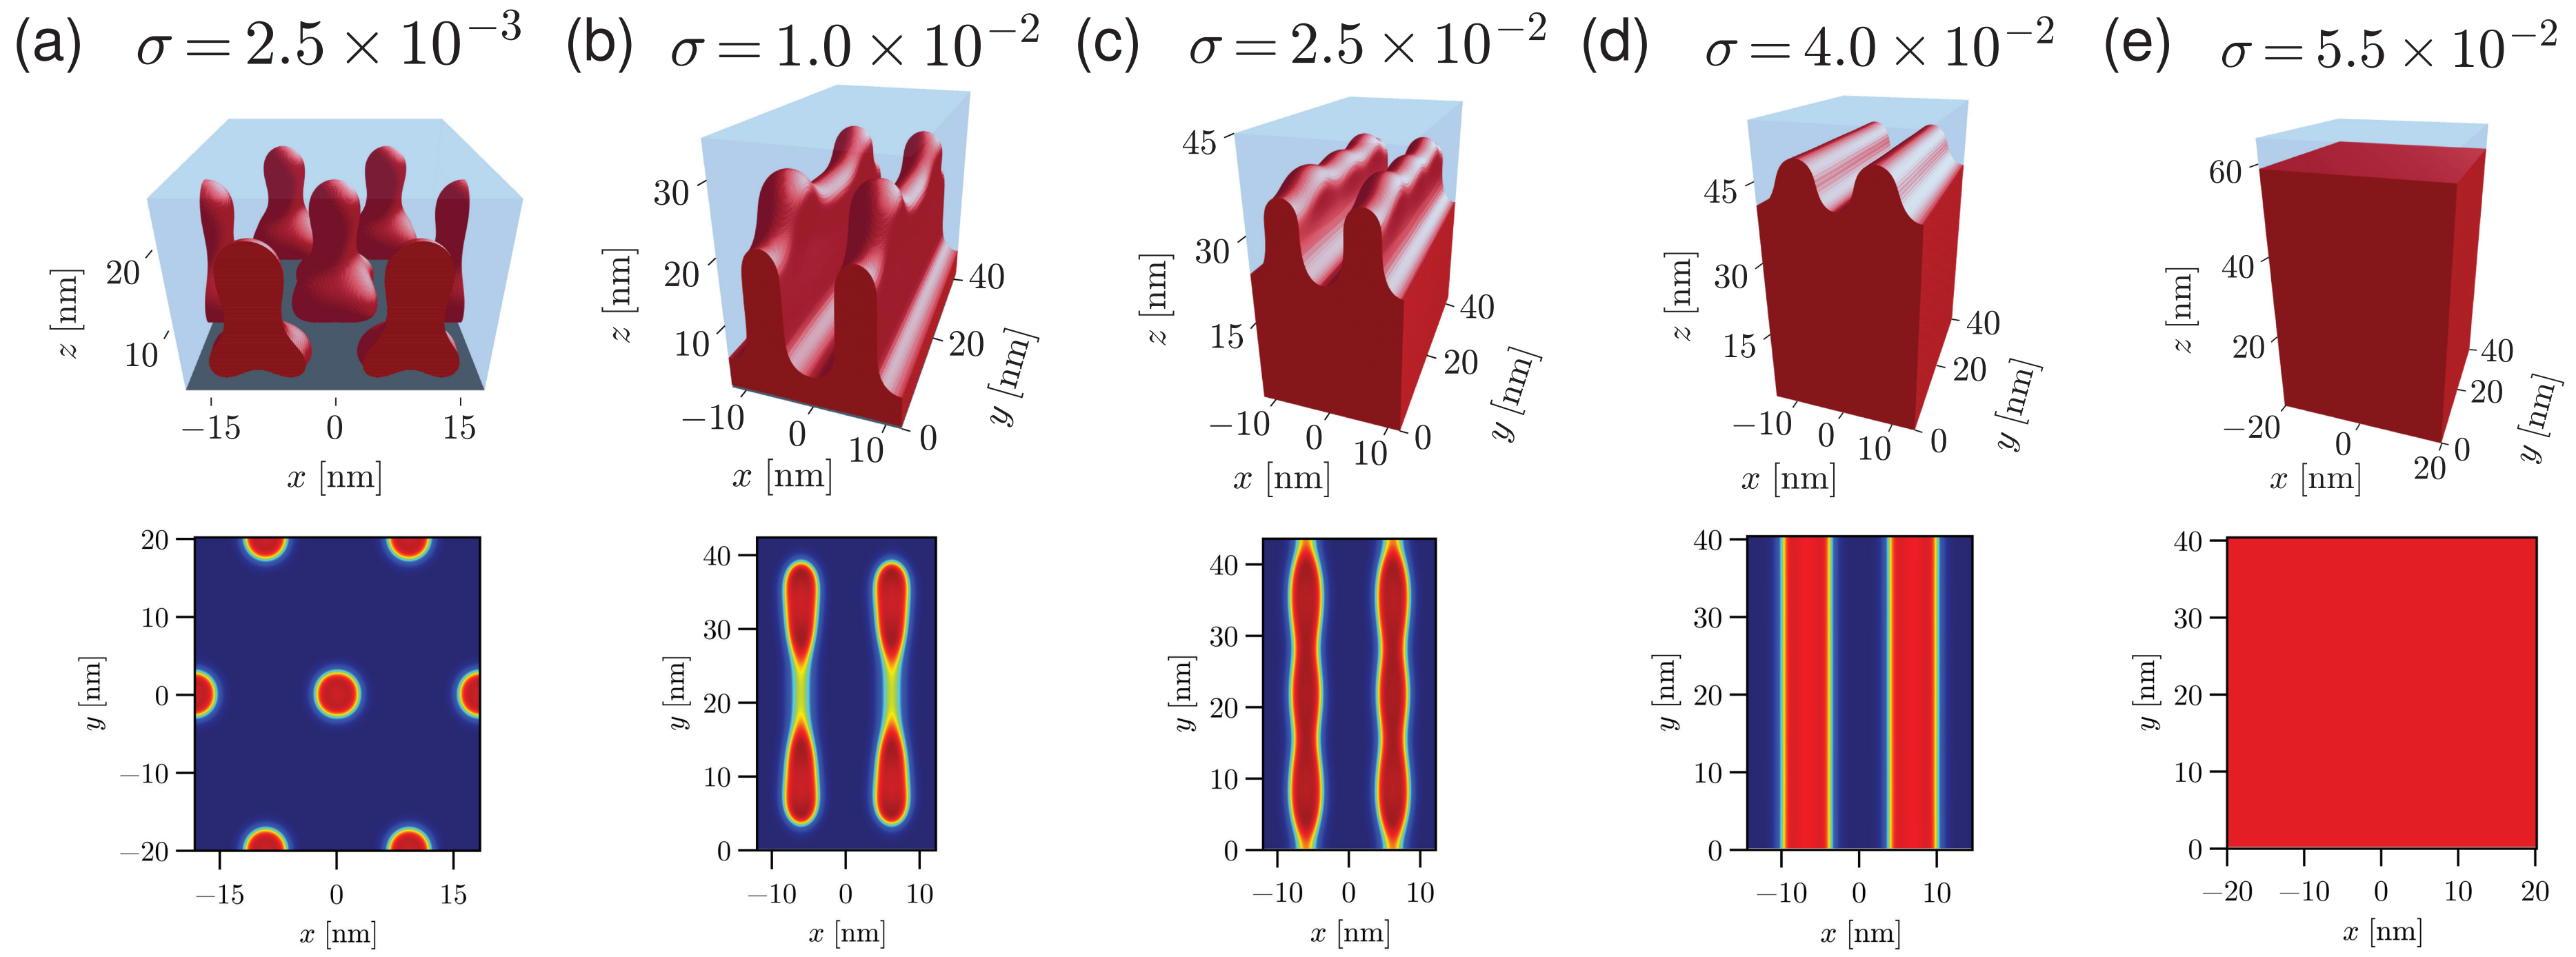 (a) σ = 2.5 × 10⁻³
(b) σ = 1.0 × 10⁻²
(c) σ = 2.5 × 10⁻²
(d) σ = 4.0 × 10⁻²
(e) σ = 5.5 × 10⁻²
z [nm]
20
10
−15 0 15
x [nm]
z [nm]
30
20
10
−10 0 10
x [nm]
0 20 40
y [nm]
z [nm]
45
30
15
−10 0 10
x [nm]
0 20 40
y [nm]
z [nm]
45
30
15
−10 0 10
x [nm]
0 20 40
y [nm]
z [nm]
60
40
20
−20 0 20
x [nm]
0 20 40
y [nm]
y [nm]
20
10
0
−10
−20
−15 0 15
x [nm]
y [nm]
40
30
20
10
0
−10 0 10
x [nm]
y [nm]
40
30
20
10
0
−10 0 10
x [nm]
y [nm]
40
30
20
10
0
−10 0 10
x [nm]
y [nm]
40
30
20
10
0
−20 −10 0 10 20
x [nm]